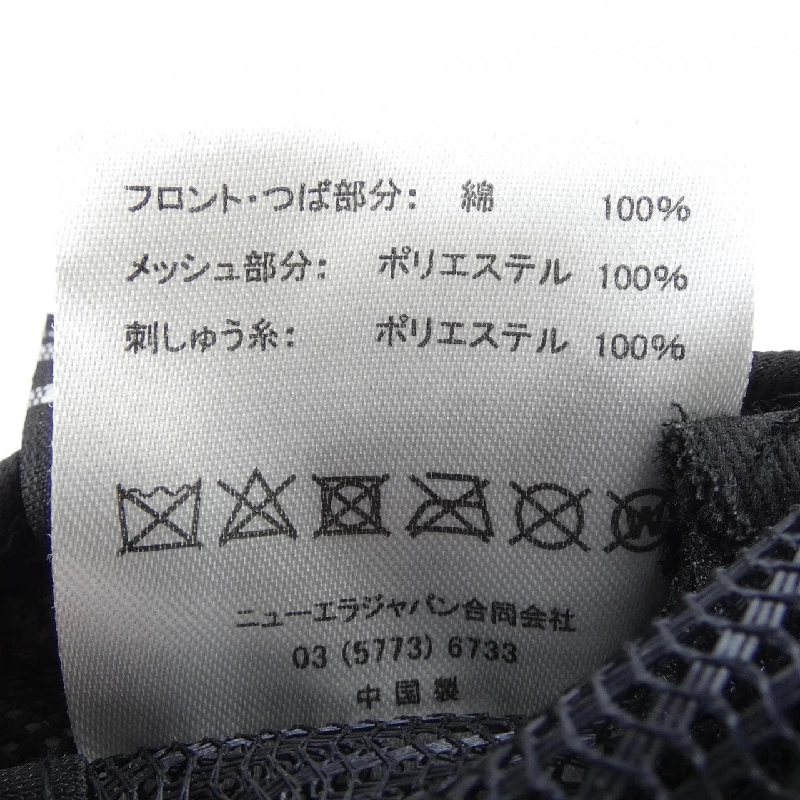 フロント・つば部分: 綿 100%
メッシュ部分: ポリエステル 100%
刺しゅう糸: ポリエステル 100%
W
ニューエラジャパン合同会社
03 (5773) 6733
中国製